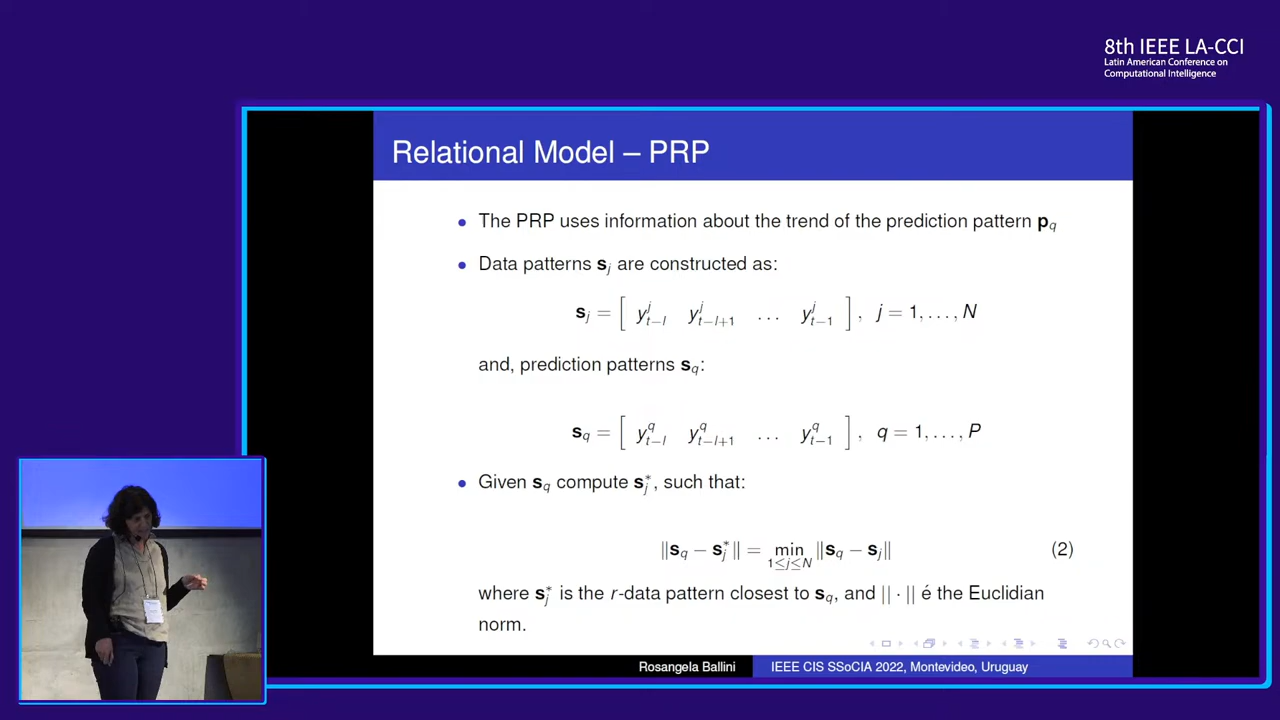 8th IEEE LA-CCI
Latin American Conference on
Computational Intelligence
Relational Model – PRP
• The PRP uses information about the trend of the prediction pattern p_q
• Data patterns s_j are constructed as:
s_j = [ y^j_{t−l} y^j_{t−l+1} … y^j_{t−1} ], j = 1, . . . , N
and, prediction patterns s_q:
s_q = [ y^q_{t−l} y^q_{t−l+1} … y^q_{t−1} ], q = 1, . . . , P
• Given s_q compute s_j^*, such that:
‖s_q − s_j^*‖ = min_{1≤j≤N} ‖s_q − s_j‖ (2)
where s_j^* is the r-data pattern closest to s_q, and || · || é the Euclidian
norm.
Rosangela Ballini IEEE CIS SSoCIA 2022, Montevideo, Uruguay